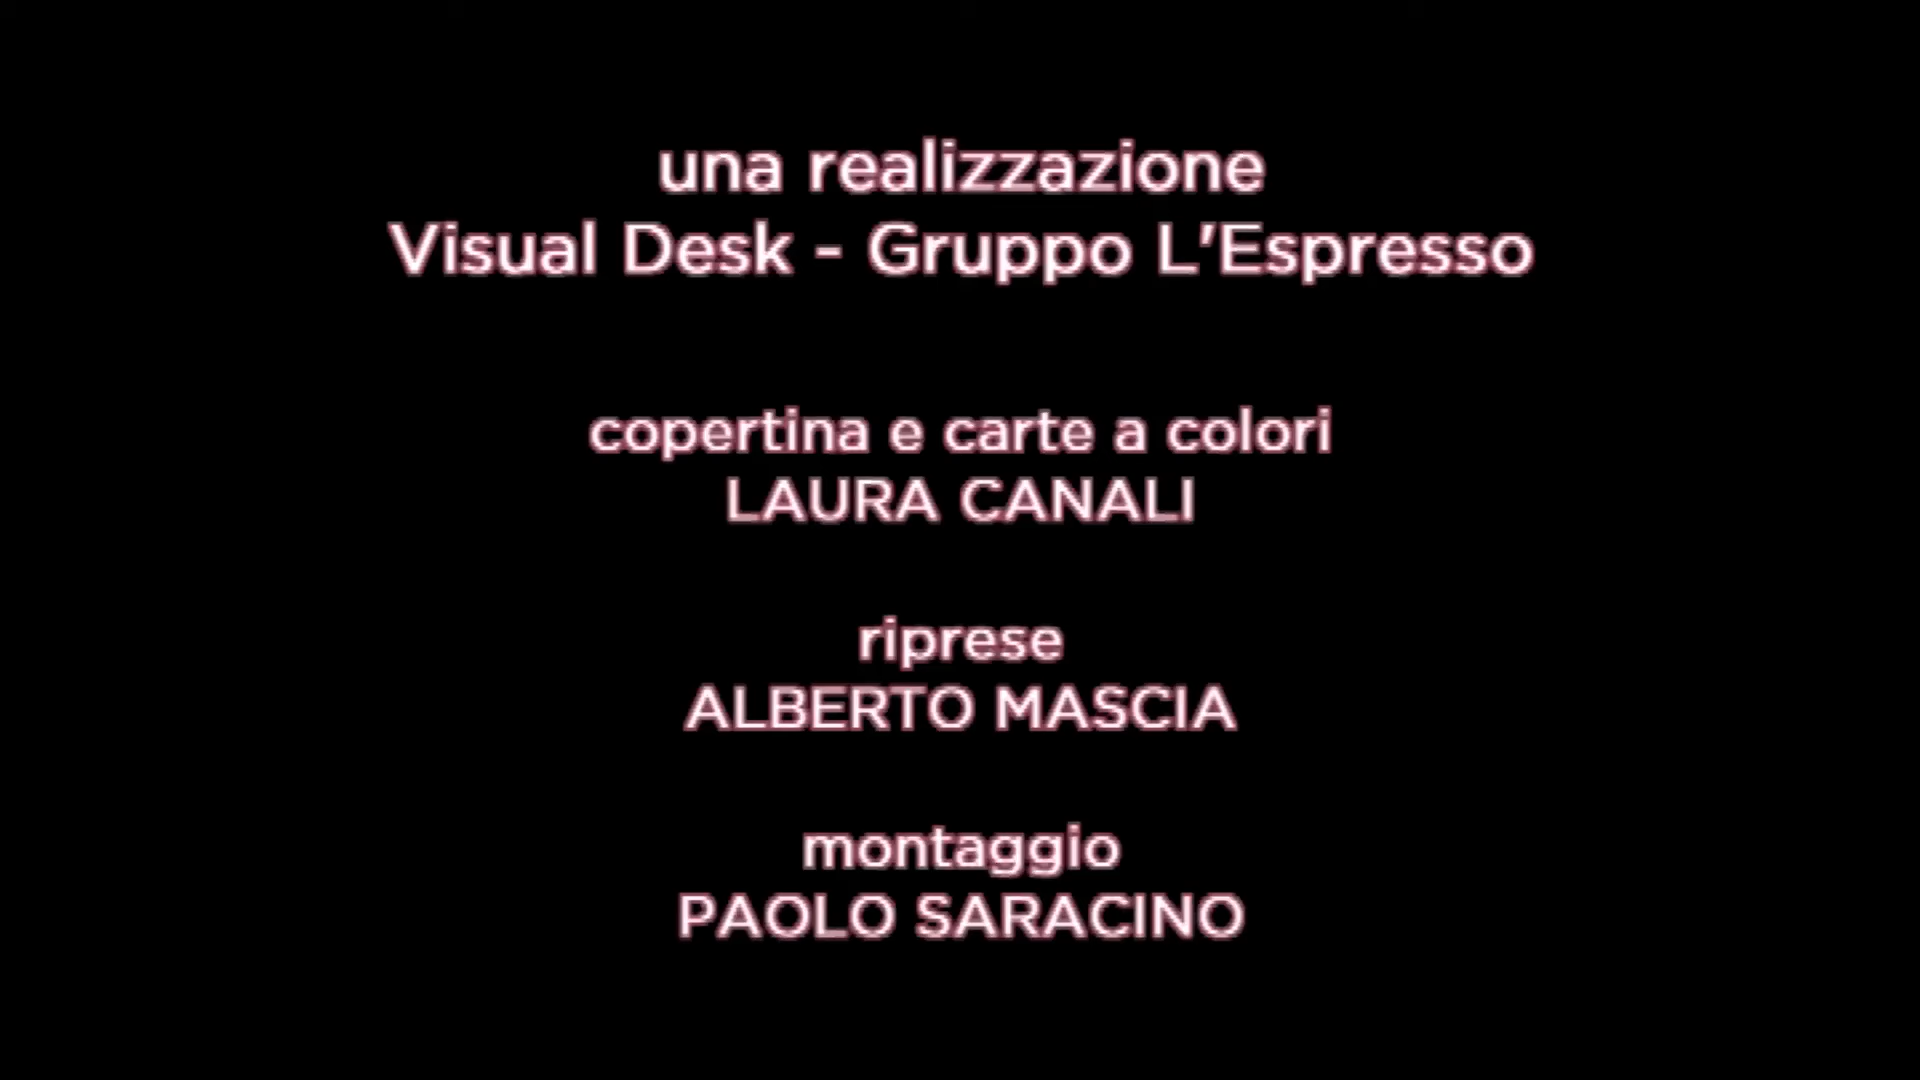 una realizzazione
Visual Desk - Gruppo L'Espresso
copertina e carte a colori
LAURA CANALI
riprese
ALBERTO MASCIA
montaggio
PAOLO SARACINO